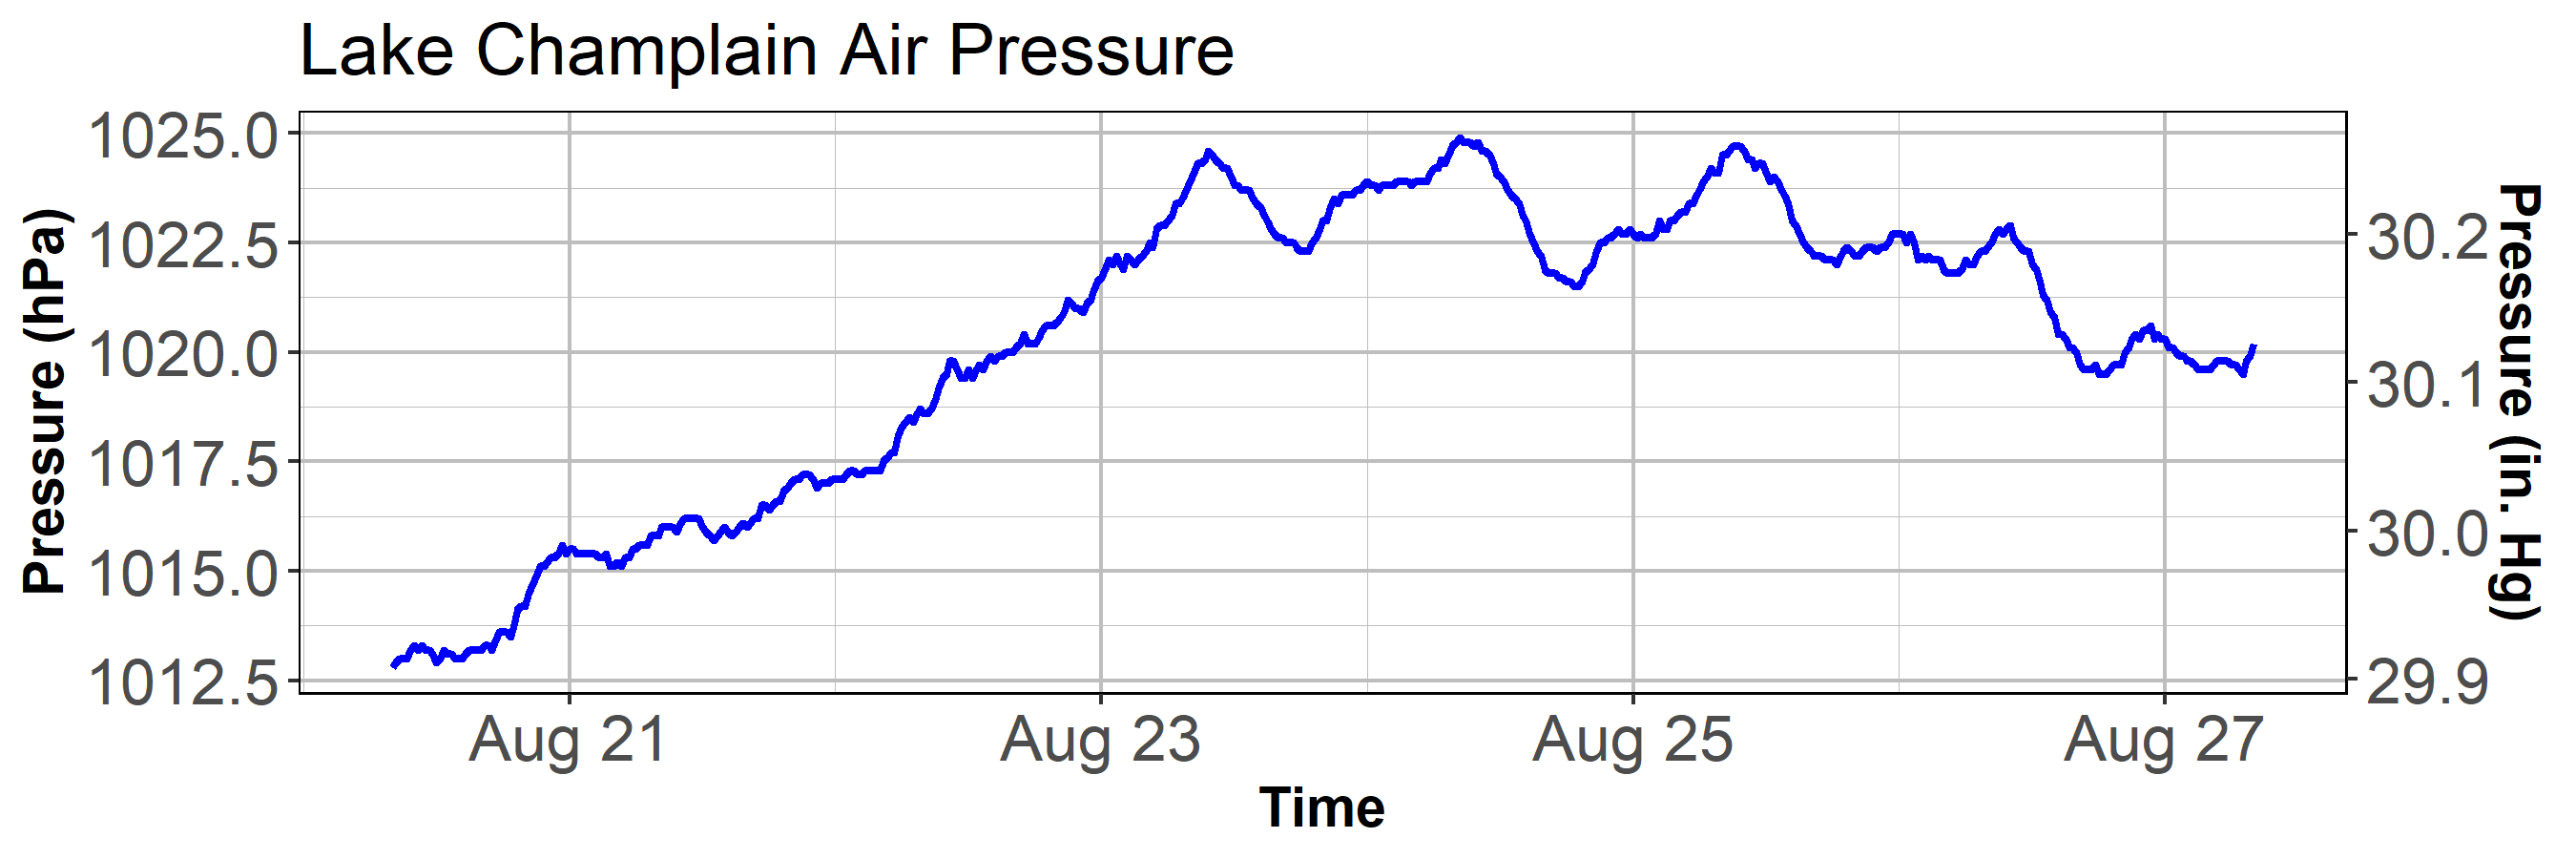 Lake Champlain Air Pressure
Pressure (hPa)
1025.0
1022.5
1020.0
1017.5
1015.0
1012.5
30.2
30.1
30.0
29.9
Pressure (in. Hg)
Aug 21
Aug 23
Aug 25
Aug 27
Time